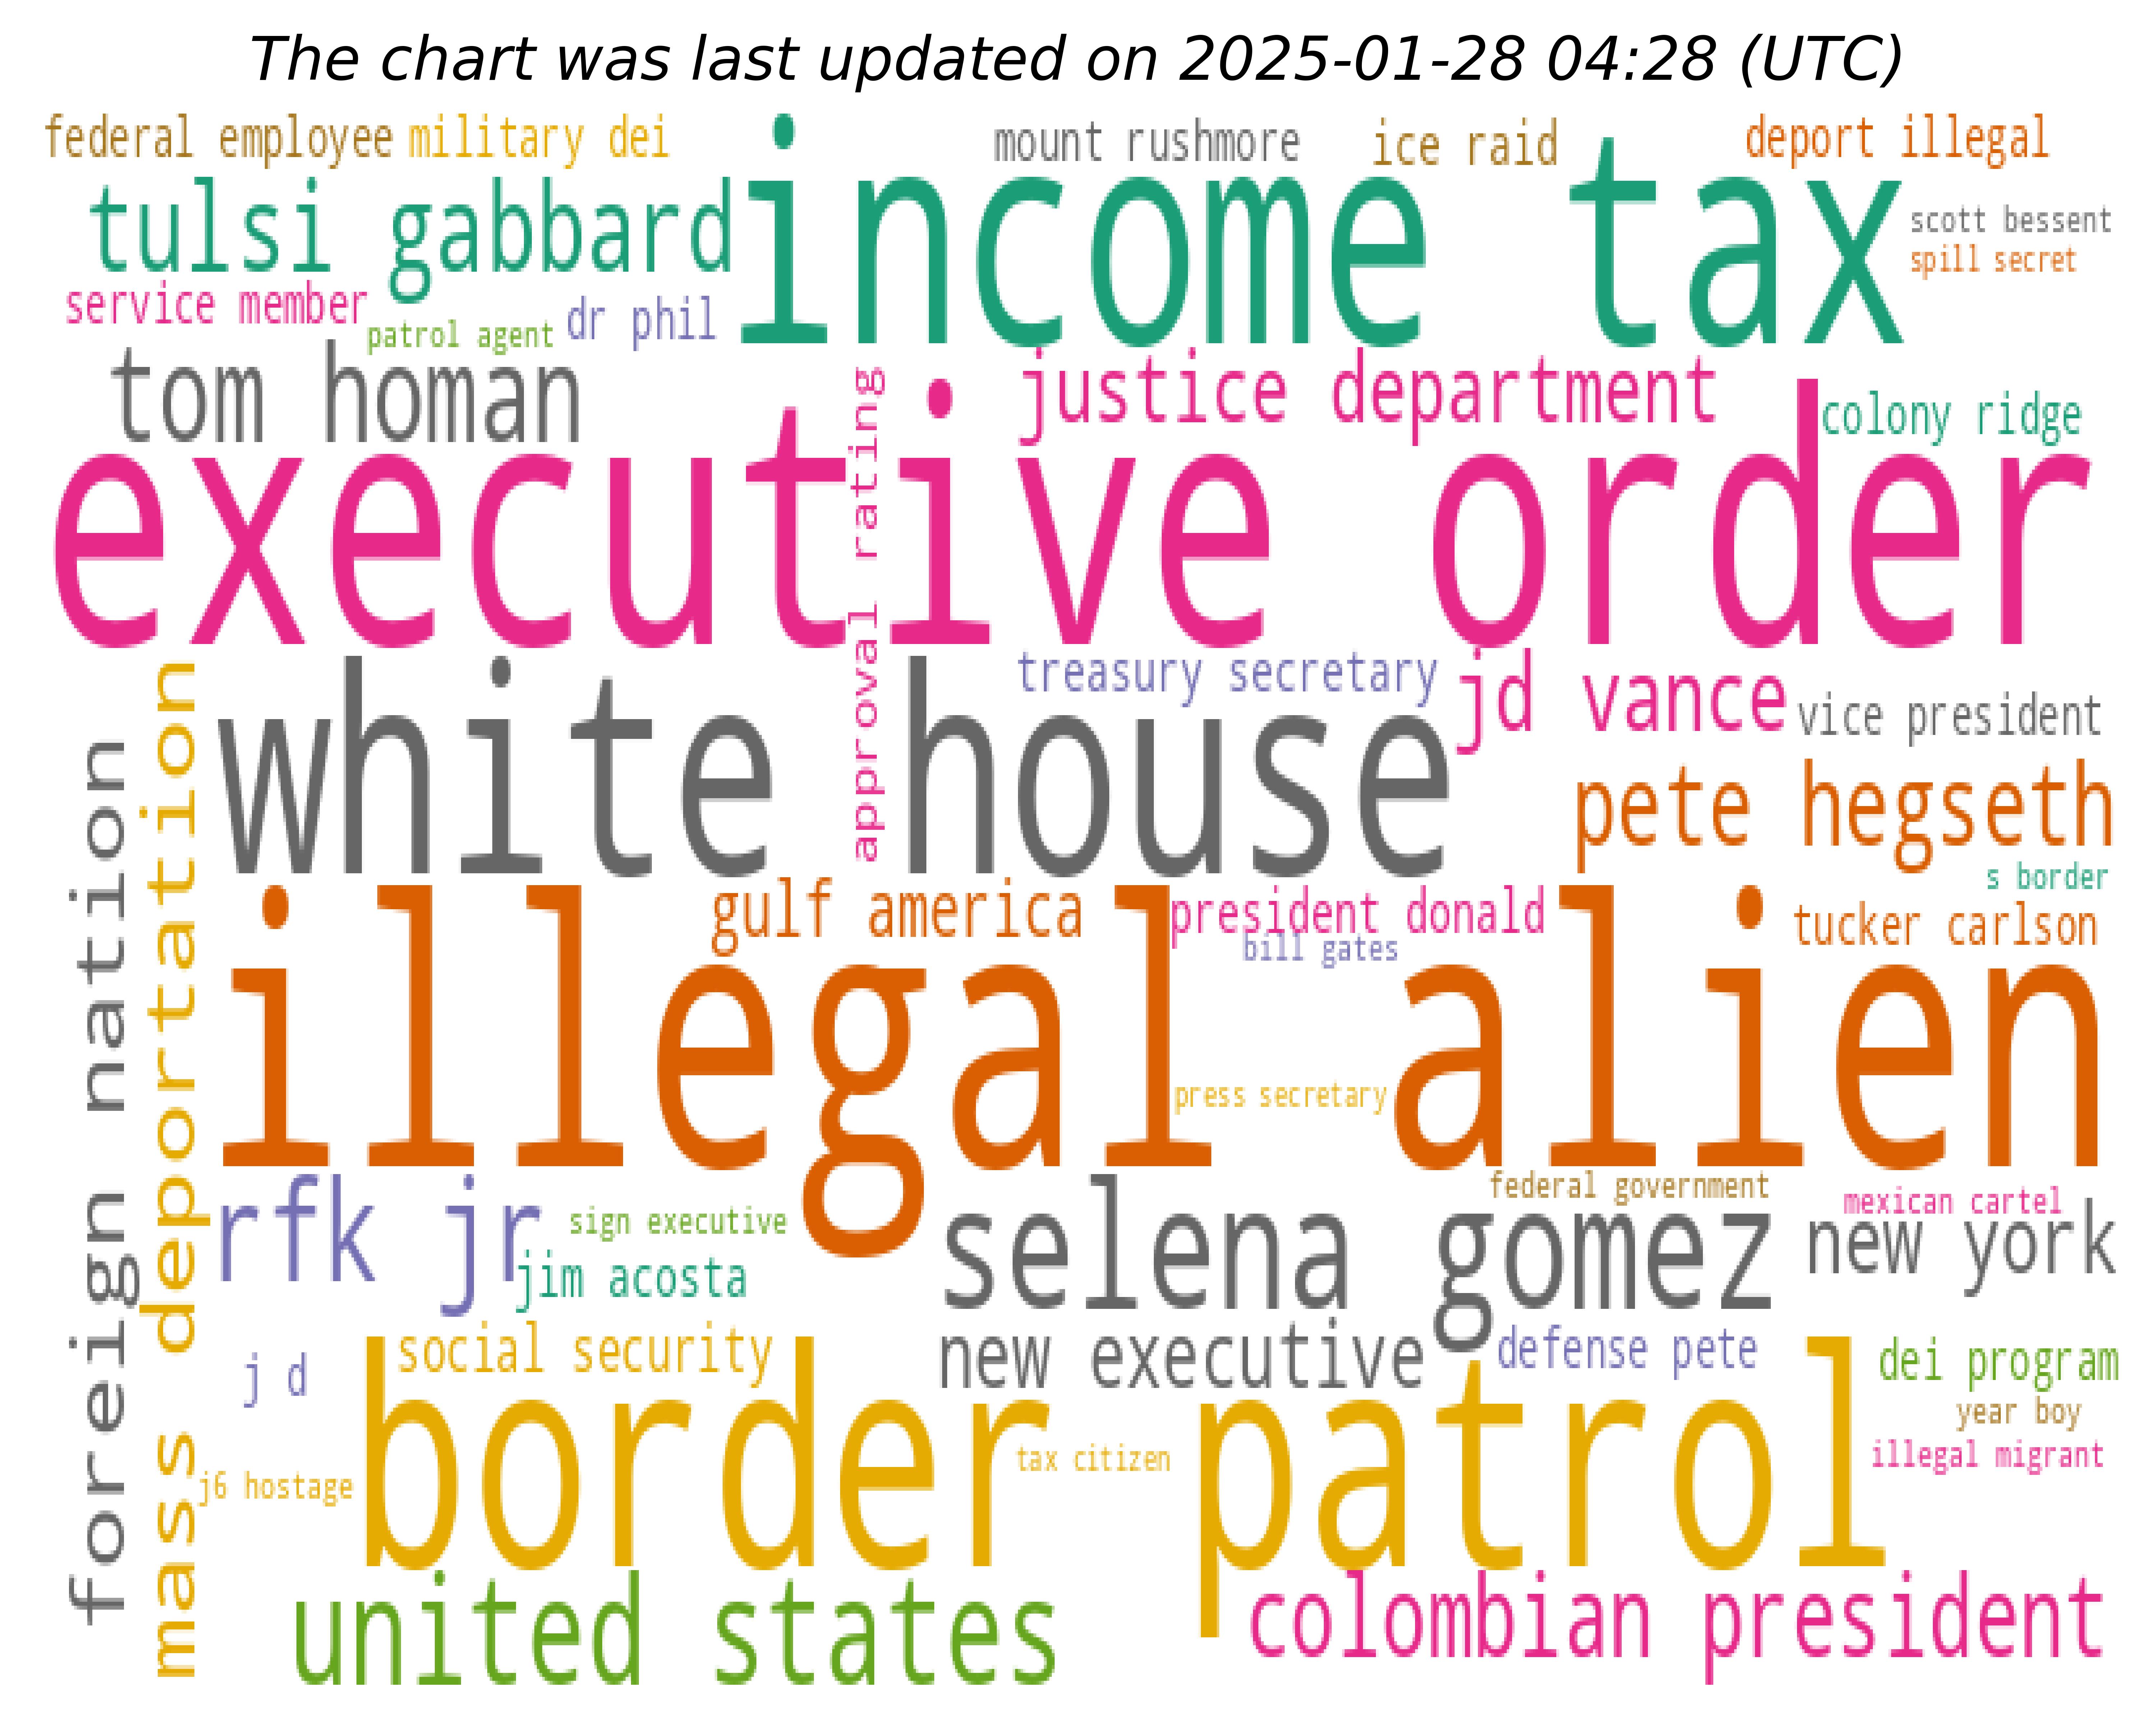 The chart was last updated on 2025-01-28 04:28 (UTC)
federal employee
military dei
mount rushmore
ice raid
deport illegal
tulsi gabbard
income tax
scott bessent
spill secret
service member
patrol agent
dr phil
tom homan
approval rating
justice department
colony ridge
executive order
white house
treasury secretary
jd vance
vice president
pete hegseth
s border
foreign nation
mass deportation
gulf america
president donald
bill gates
tucker carlson
illegal alien
press secretary
federal government
mexican cartel
rfk jr
sign executive
jim acosta
selena gomez
new york
j d
social security
new executive
defense pete
dei program
year boy
illegal migrant
j6 hostage
border patrol
tax citizen
united states
colombian president